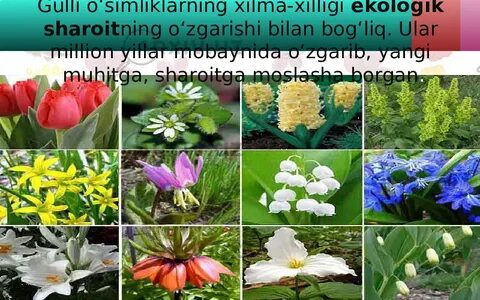 Gulli o‘simliklarning xilma-xilligi ekologik
sharoitning o‘zgarishi bilan bog‘liq. Ular
million yillar mobaynida o‘zgarib, yangi
muhitga, sharoitga moslasha borgan.